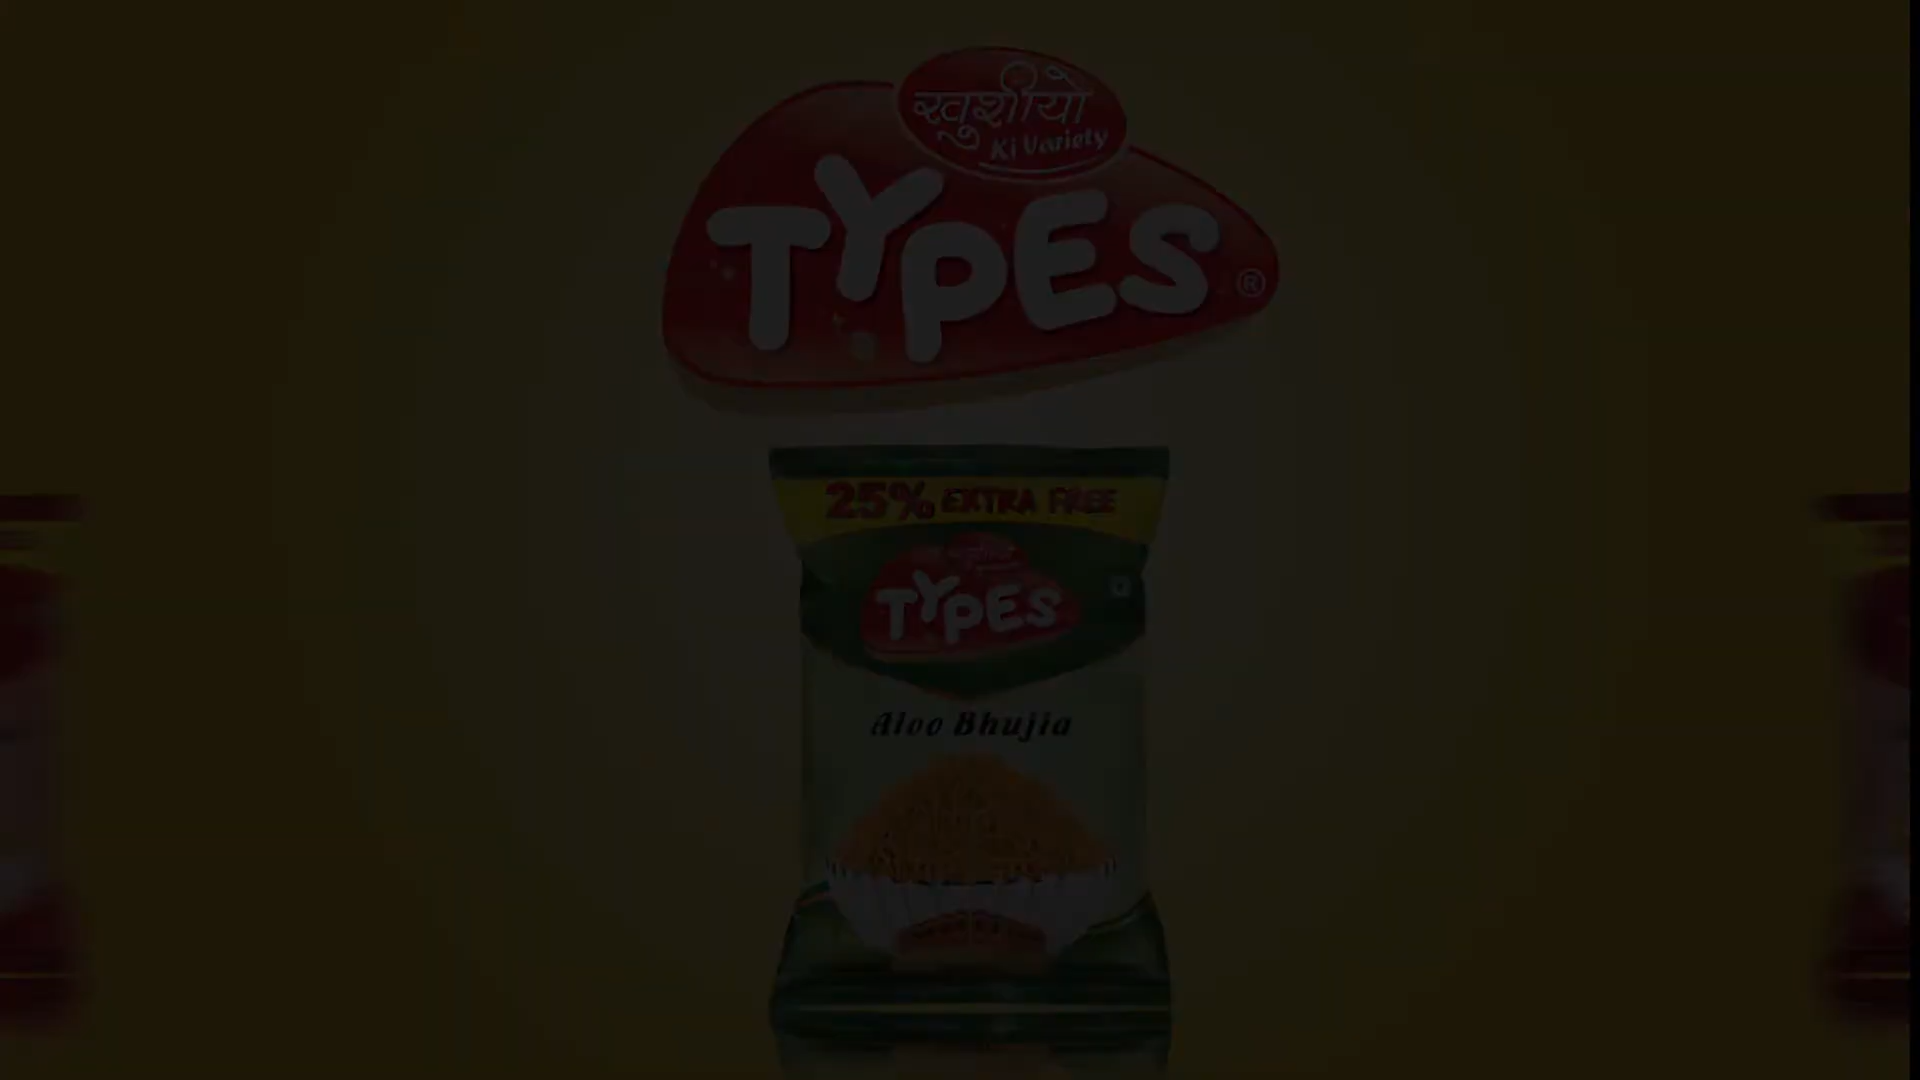 खुशीयो
Ki Variety
TYPES
®
25% EXTRA FREE
TYPES
Aloo Bhujia